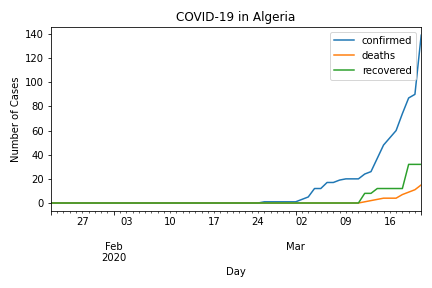 COVID-19 in Algeria
confirmed
deaths
recovered
Number of Cases
140
120
100
80
60
40
20
0
27 03 10 17 24 02 09 16
Feb Mar
2020
Day